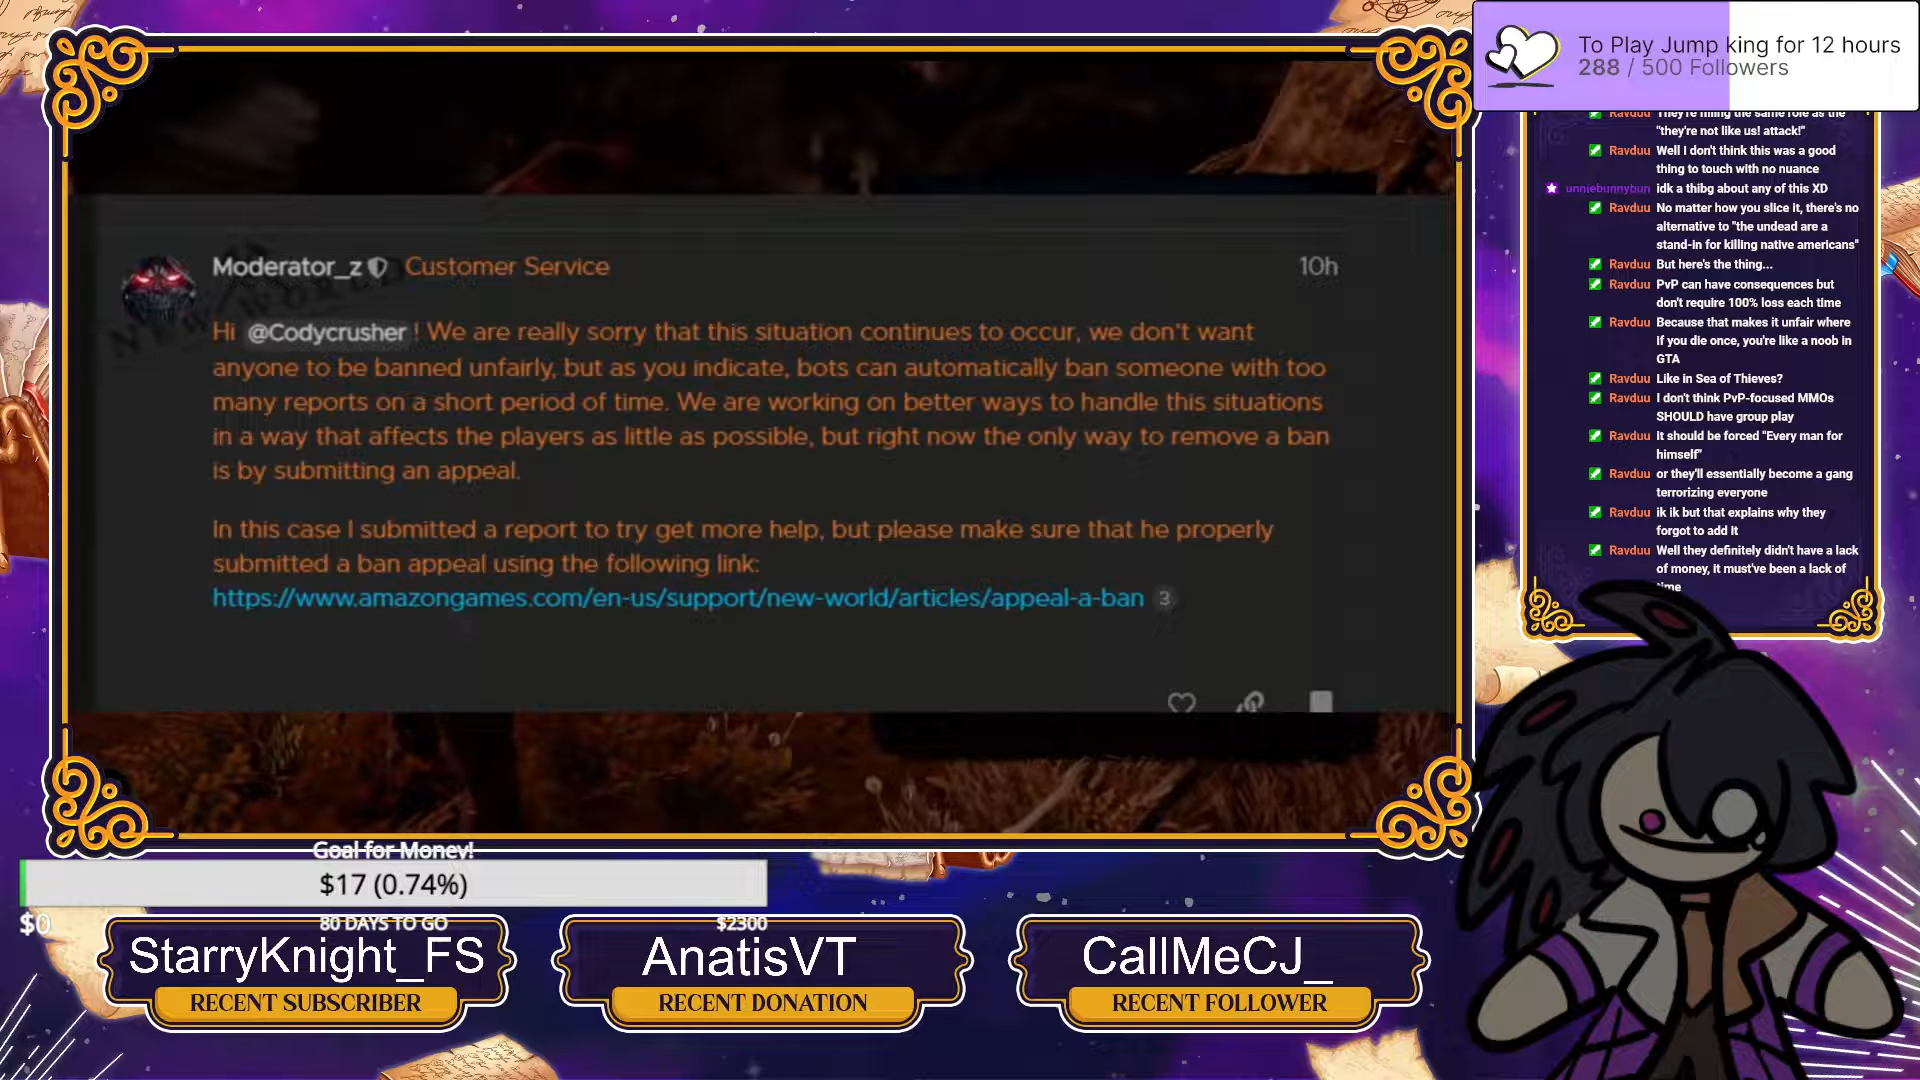 To Play Jump king for 12 hours
288 / 500 Followers
Moderator_z Customer Service 10h
Hi @Codycrusher ! We are really sorry that this situation continues to occur, we don't want
anyone to be banned unfairly, but as you indicate, bots can automatically ban someone with too
many reports on a short period of time. We are working on better ways to handle this situations
in a way that affects the players as little as possible, but right now the only way to remove a ban
is by submitting an appeal.
In this case I submitted a report to try get more help, but please make sure that he properly
submitted a ban appeal using the following link:
https://www.amazongames.com/en-us/support/new-world/articles/appeal-a-ban 3
Ravduu They're filling the same role as the
"they're not like us! attack!"
Ravduu Well I don't think this was a good
thing to touch with no nuance
unniebunnybun idk a thibg about any of this XD
Ravduu No matter how you slice it, there's no
alternative to "the undead are a
stand-in for killing native americans"
Ravduu But here's the thing...
Ravduu PvP can have consequences but
don't require 100% loss each time
Ravduu Because that makes it unfair where
If you die once, you're like a noob in
GTA
Ravduu Like in Sea of Thieves?
Ravduu I don't think PvP-focused MMOs
SHOULD have group play
Ravduu It should be forced "Every man for
himself"
Ravduu or they'll essentially become a gang
terrorizing everyone
Ravduu ik ik but that explains why they
forgot to add it
Ravduu Well they definitely didn't have a lack
of money, it must've been a lack of
time
Goal for Money!
$17 (0.74%)
$0 80 DAYS TO GO $2300
StarryKnight_FS
RECENT SUBSCRIBER
AnatisVT
RECENT DONATION
CallMeCJ_
RECENT FOLLOWER